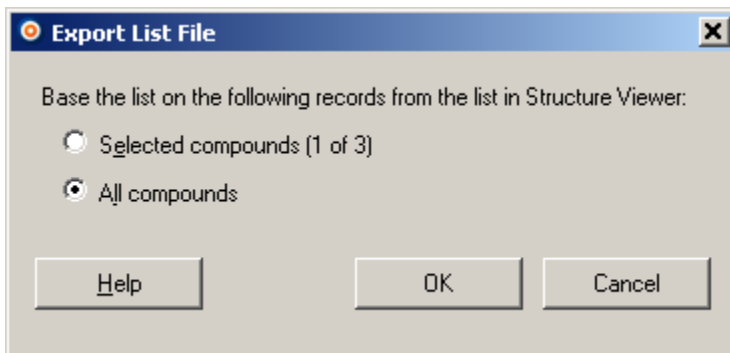 Export List File
Base the list on the following records from the list in Structure Viewer:
Selected compounds (1 of 3)
All compounds
Help OK Cancel